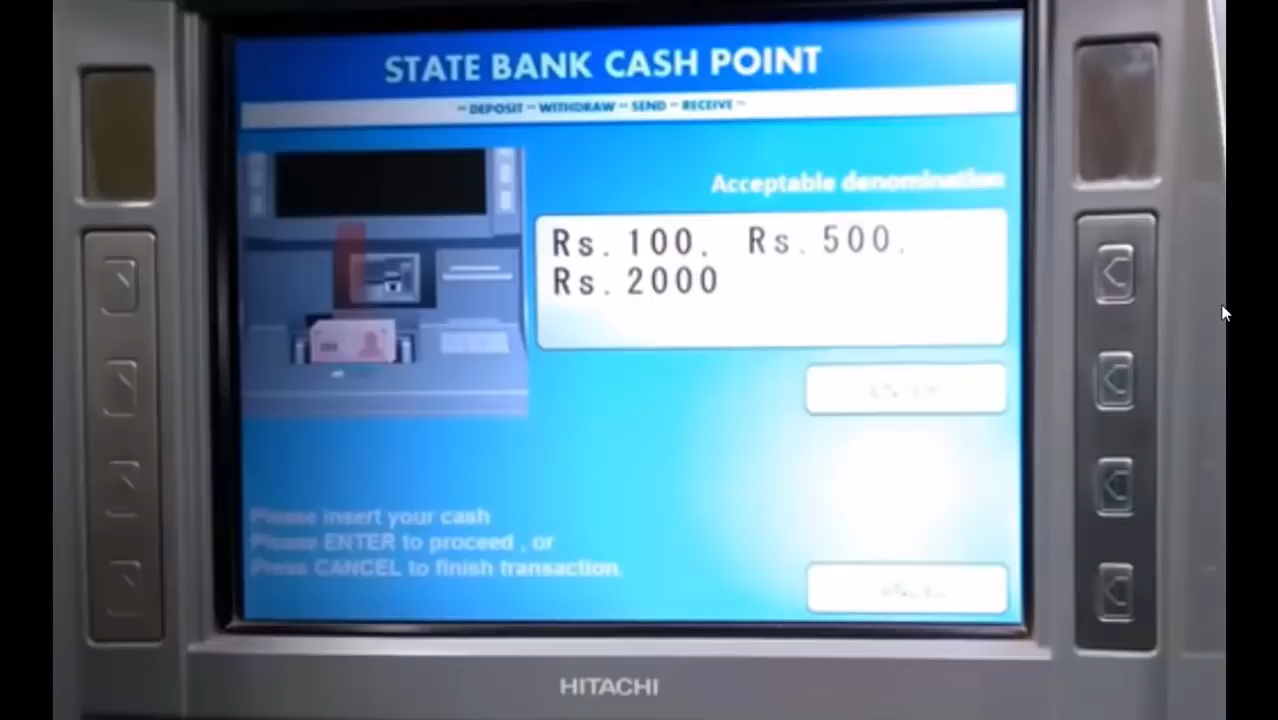 STATE BANK CASH POINT
~ DEPOSIT ~ WITHDRAW ~ SEND ~ RECEIVE ~
Acceptable denomination
Rs. 100, Rs. 500,
Rs. 2000
Please insert your cash
Please ENTER to proceed , or
Press CANCEL to finish transaction.
HITACHI